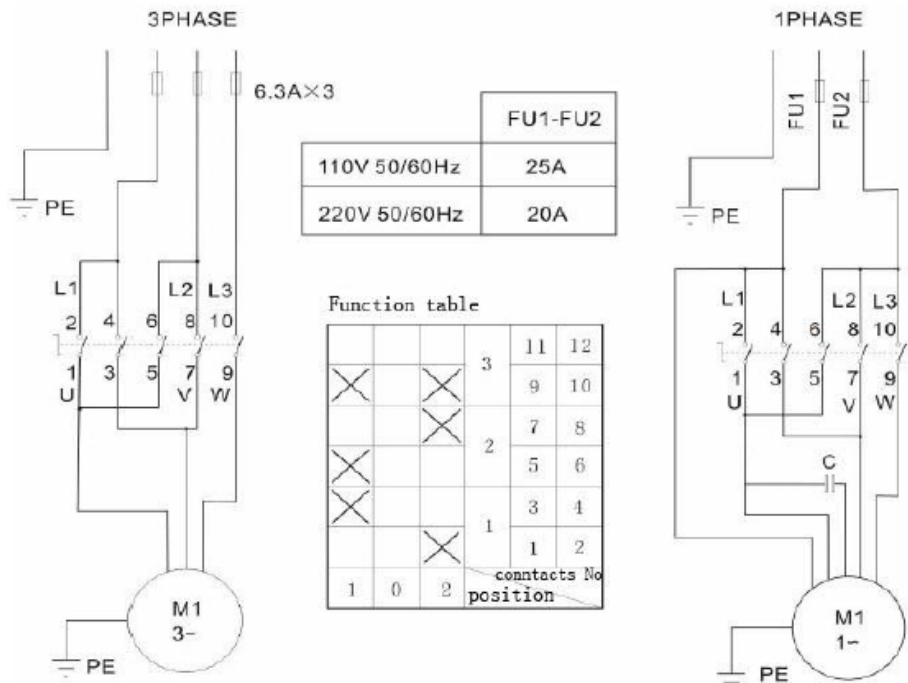 3PHASE
1PHASE
6.3A×3
FU1
FU2
FU1-FU2
110V 50/60Hz 25A
220V 50/60Hz 20A
PE
PE
L1 L2 L3
2 4 6 8 10
1 3 5 7 9
U V W
Function table
3 11 12
9 10
2 7 8
5 6
1 3 4
1 2
conntacts No
1 0 2 position
L1 L2 L3
2 4 6 8 10
1 3 5 7 9
U V W
C
M1
3~
PE
M1
1~
PE